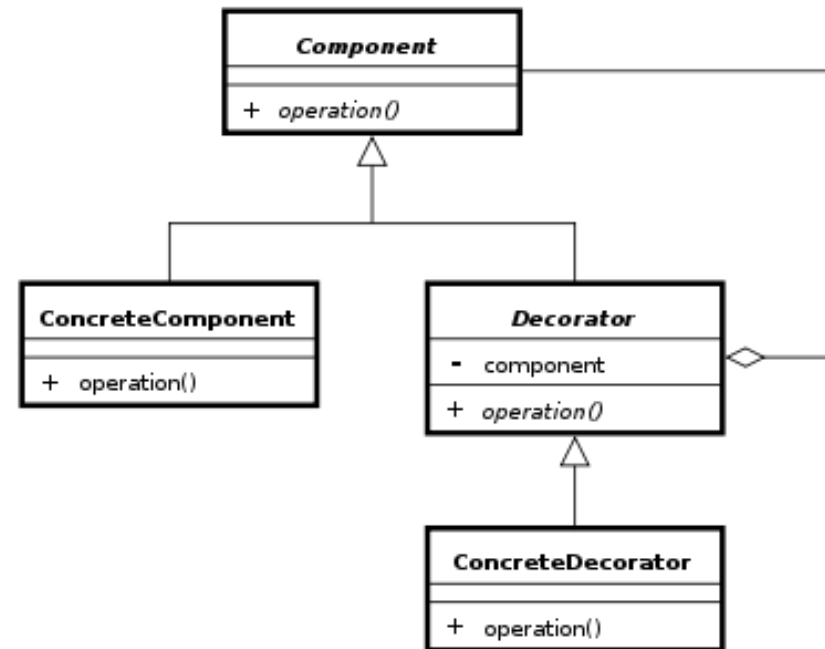 Component
+ operation()
ConcreteComponent
+ operation()
Decorator
- component
+ operation()
ConcreteDecorator
+ operation()